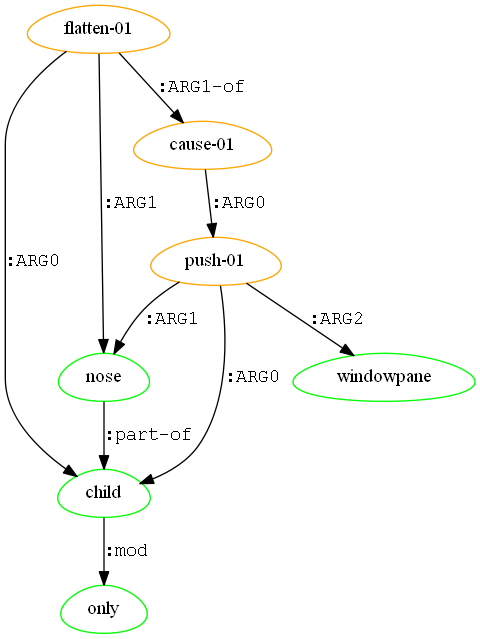 flatten-01
:ARG1-of
cause-01
:ARG1
:ARG0
:ARG0
push-01
:ARG1
:ARG2
nose
:ARG0
windowpane
:part-of
child
:mod
only